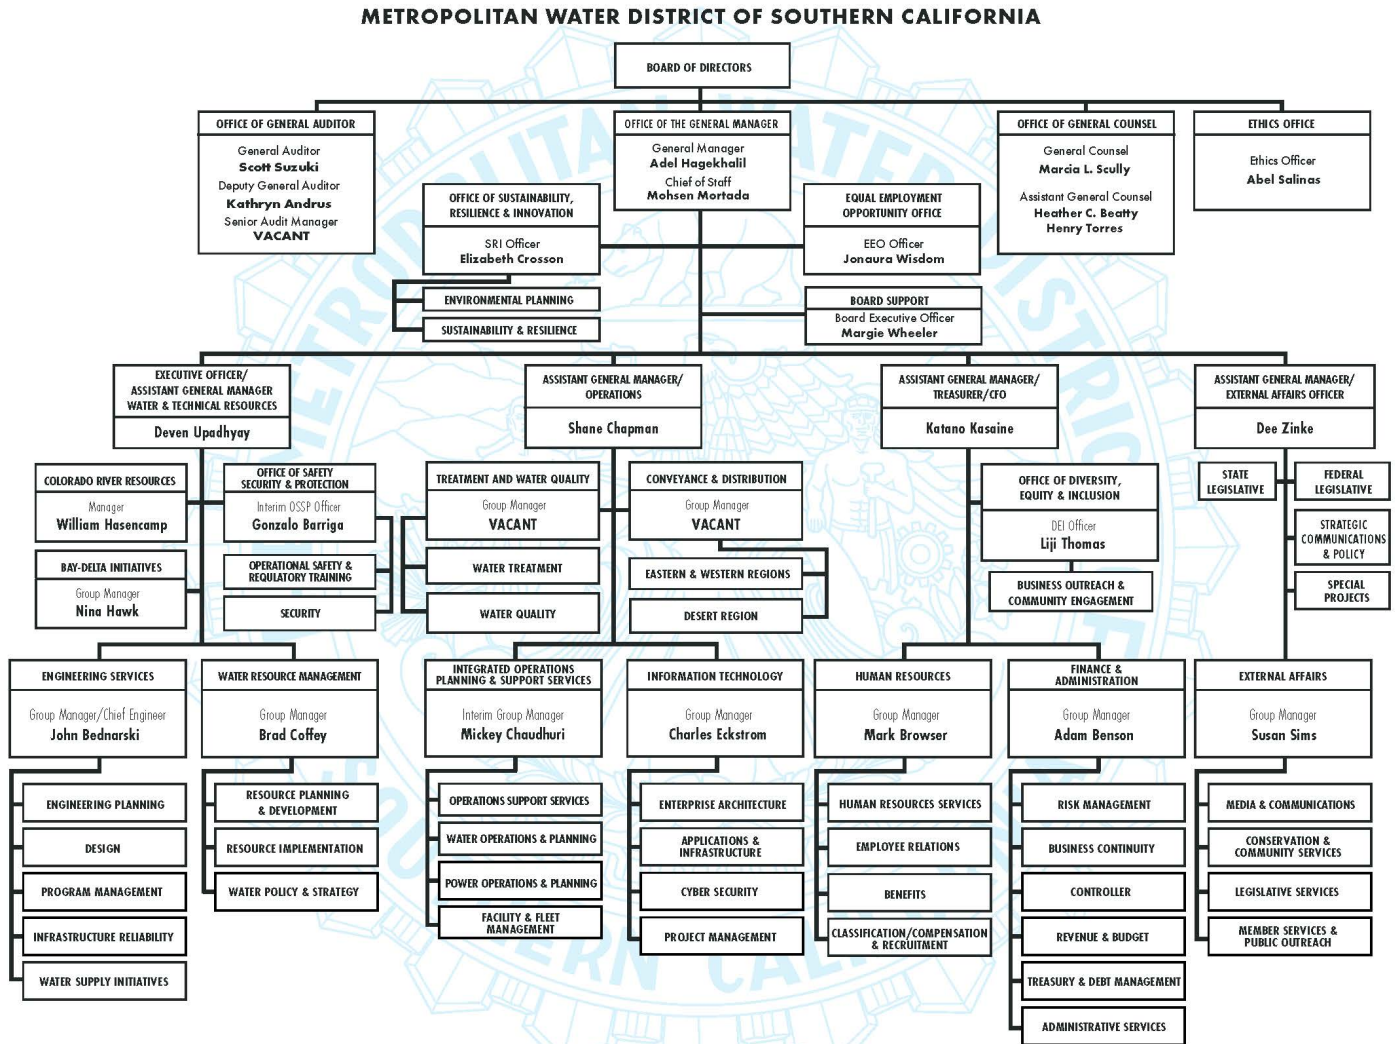 METROPOLITAN WATER DISTRICT OF SOUTHERN CALIFORNIA
BOARD OF DIRECTORS
OFFICE OF GENERAL AUDITOR
General Auditor
Scott Suzuki
Deputy General Auditor
Kathryn Andrus
Senior Audit Manager
VACANT
OFFICE OF THE GENERAL MANAGER
General Manager
Adel Hagekhalil
Chief of Staff
Mohsen Mortada
OFFICE OF GENERAL COUNSEL
General Counsel
Marcia L. Scully
Assistant General Counsel
Heather C. Beatty
Henry Torres
ETHICS OFFICE
Ethics Officer
Abel Salinas
OFFICE OF SUSTAINABILITY,
RESILIENCE & INNOVATION
SRI Officer
Elizabeth Crosson
ENVIRONMENTAL PLANNING
SUSTAINABILITY & RESILIENCE
EQUAL EMPLOYMENT
OPPORTUNITY OFFICE
EEO Officer
Jonaura Wisdom
BOARD SUPPORT
Board Executive Officer
Margie Wheeler
EXECUTIVE OFFICER/
ASSISTANT GENERAL MANAGER
WATER & TECHNICAL RESOURCES
Deven Upadhyay
ASSISTANT GENERAL MANAGER/
OPERATIONS
Shane Chapman
ASSISTANT GENERAL MANAGER/
TREASURER/CFO
Katano Kasaine
ASSISTANT GENERAL MANAGER/
EXTERNAL AFFAIRS OFFICER
Dee Zinke
COLORADO RIVER RESOURCES
Manager
William Hasencamp
BAY-DELTA INITIATIVES
Group Manager
Nina Hawk
OFFICE OF SAFETY
SECURITY & PROTECTION
Interim OSSP Officer
Gonzalo Barriga
OPERATIONAL SAFETY &
REQULATORY TRAINING
SECURITY
TREATMENT AND WATER QUALITY
Group Manager
VACANT
WATER TREATMENT
WATER QUALITY
CONVEYANCE & DISTRIBUTION
Group Manager
VACANT
EASTERN & WESTERN REGIONS
DESERT REGION
OFFICE OF DIVERSITY,
EQUITY & INCLUSION
DEI Officer
Liji Thomas
BUSINESS OUTREACH &
COMMUNITY ENGAGEMENT
STATE
LEGISLATIVE
FEDERAL
LEGISLATIVE
STRATEGIC
COMMUNICATIONS
& POLICY
SPECIAL
PROJECTS
ENGINEERING SERVICES
Group Manager/Chief Engineer
John Bednarski
ENGINEERING PLANNING
DESIGN
PROGRAM MANAGEMENT
INFRASTRUCTURE RELIABILITY
WATER SUPPLY INITIATIVES
WATER RESOURCE MANAGEMENT
Group Manager
Brad Coffey
RESOURCE PLANNING
& DEVELOPMENT
RESOURCE IMPLEMENTATION
WATER POLICY & STRATEGY
INTEGRATED OPERATIONS
PLANNING & SUPPORT SERVICES
Interim Group Manager
Mickey Chaudhuri
OPERATIONS SUPPORT SERVICES
WATER OPERATIONS & PLANNING
POWER OPERATIONS & PLANNING
FACILITY & FLEET
MANAGEMENT
INFORMATION TECHNOLOGY
Group Manager
Charles Eckstrom
ENTERPRISE ARCHITECTURE
APPLICATIONS &
INFRASTRUCTURE
CYBER SECURITY
PROJECT MANAGEMENT
HUMAN RESOURCES
Group Manager
Mark Browser
HUMAN RESOURCES SERVICES
EMPLOYEE RELATIONS
BENEFITS
CLASSIFICATION/COMPENSATION
& RECRUITMENT
FINANCE &
ADMINISTRATION
Group Manager
Adam Benson
RISK MANAGEMENT
BUSINESS CONTINUITY
CONTROLLER
REVENUE & BUDGET
TREASURY & DEBT MANAGEMENT
ADMINISTRATIVE SERVICES
EXTERNAL AFFAIRS
Group Manager
Susan Sims
MEDIA & COMMUNICATIONS
CONSERVATION &
COMMUNITY SERVICES
LEGISLATIVE SERVICES
MEMBER SERVICES &
PUBLIC OUTREACH